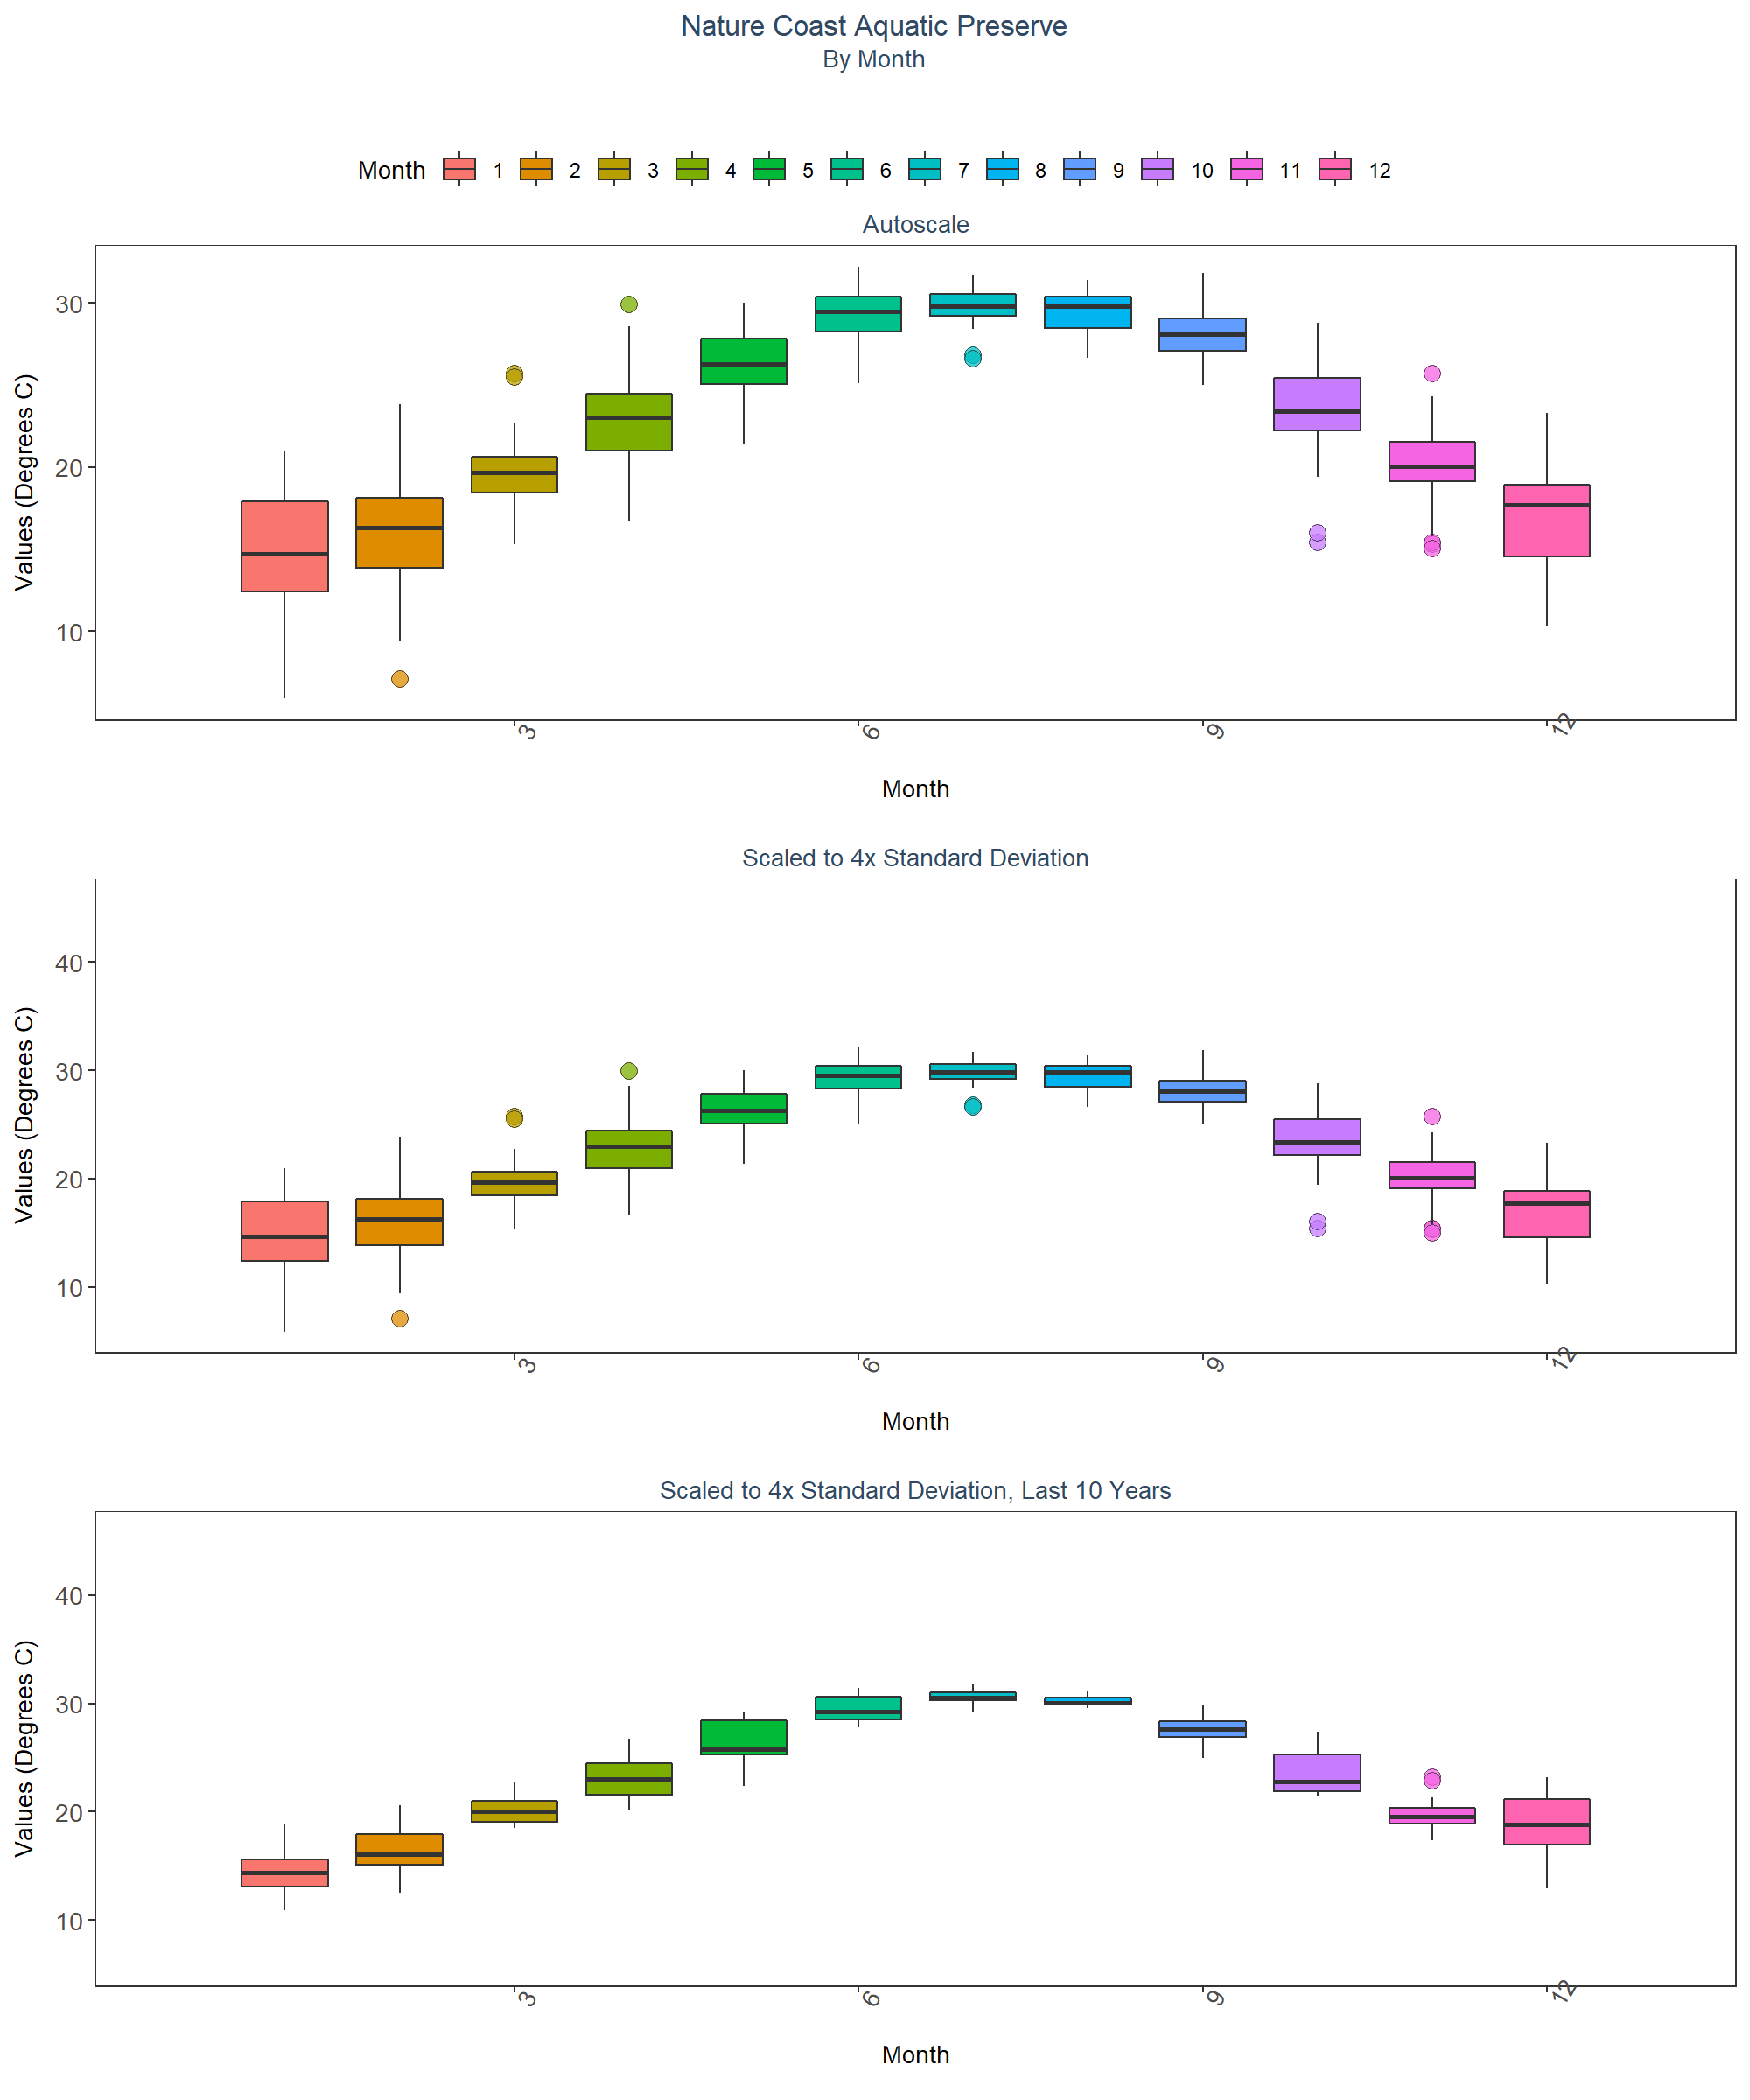 Nature Coast Aquatic Preserve
By Month
Month 1 2 3 4 5 6 7 8 9 10 11 12
Autoscale
Values (Degrees C)
30
20
10
3 6 9 12
Month
Scaled to 4x Standard Deviation
Values (Degrees C)
40
30
20
10
3 6 9 12
Month
Scaled to 4x Standard Deviation, Last 10 Years
Values (Degrees C)
40
30
20
10
3 6 9 12
Month